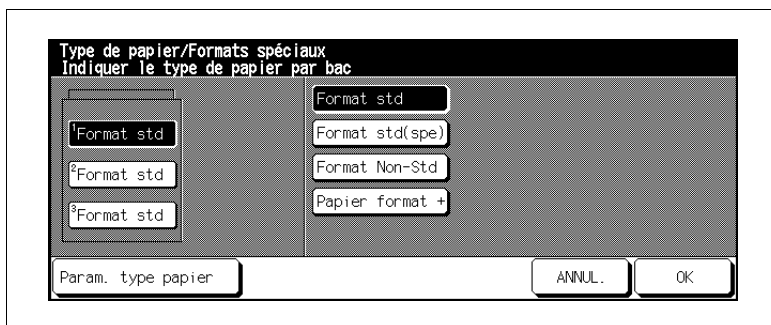 Type de papier/Formats spéciaux
Indiquer le type de papier par bac
1Format std
2Format std
3Format std
Format std
Format std(spe)
Format Non-Std
Papier format +
Param. type papier
ANNUL.
OK